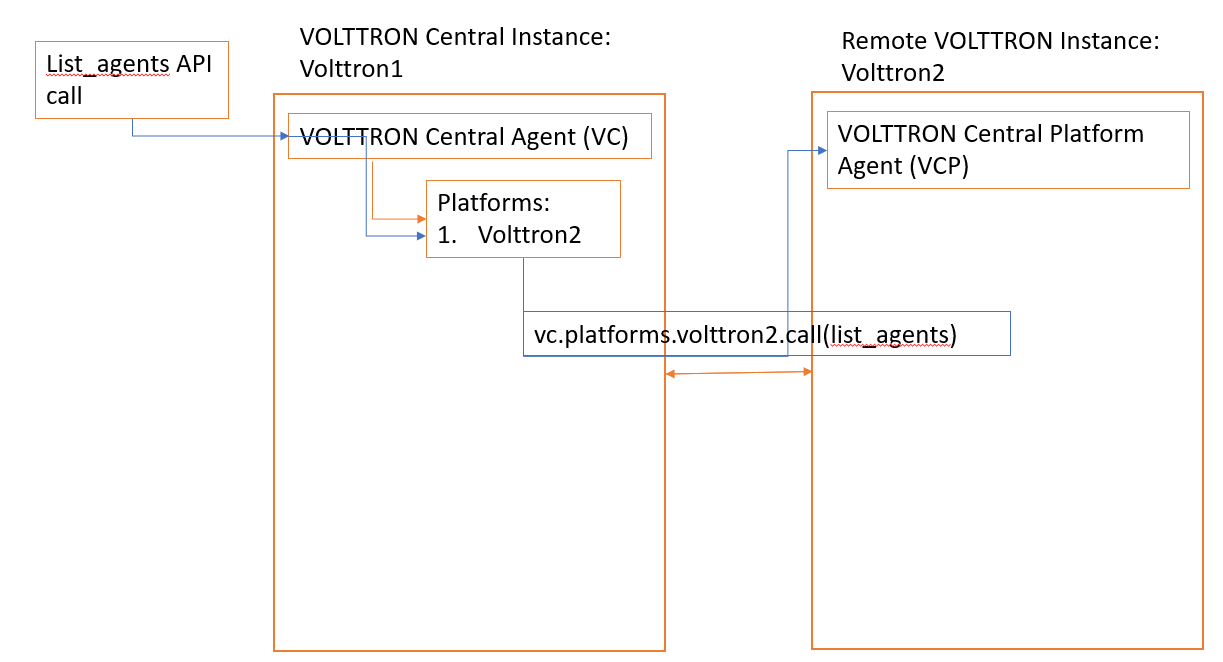 List_agents API
call
VOLTTRON Central Instance:
Volttron1
Remote VOLTTRON Instance:
Volttron2
VOLTTRON Central Agent (VC)
Platforms:
1. Volttron2
VOLTTRON Central Platform
Agent (VCP)
vc.platforms.volttron2.call(list_agents)